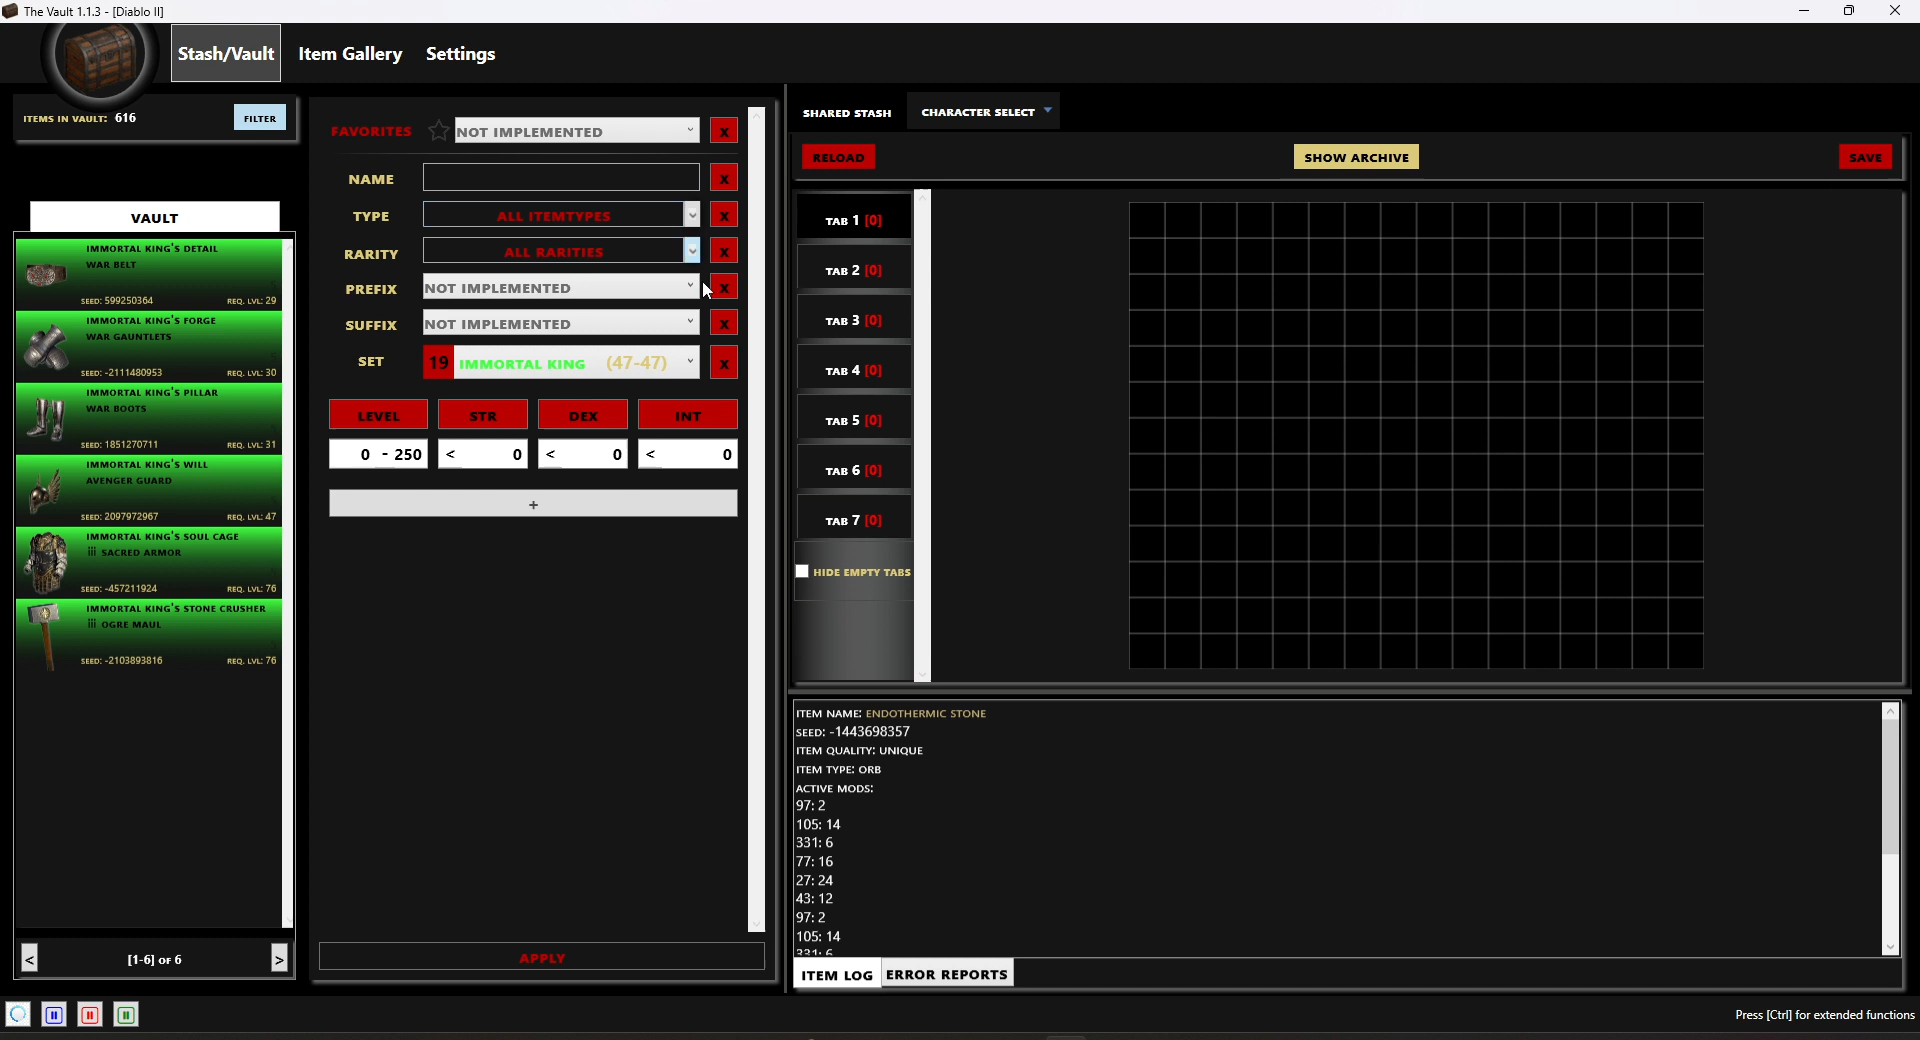 The Vault 1.1.3 - [Diablo II]
Stash/Vault
Item Gallery
Settings
ITEMS IN VAULT: 616
FILTER
VAULT
IMMORTAL KING'S DETAIL
WAR BELT
SEED: 599250364
REQ. LVL: 29
IMMORTAL KING'S FORGE
WAR GAUNTLETS
SEED: -2111480953
REQ. LVL: 30
IMMORTAL KING'S PILLAR
WAR BOOTS
SEED: 1851270711
REQ. LVL: 31
IMMORTAL KING'S WILL
AVENGER GUARD
SEED: 2097972967
REQ. LVL: 47
IMMORTAL KING'S SOUL CAGE
iii SACRED ARMOR
SEED: -457211924
REQ. LVL: 76
IMMORTAL KING'S STONE CRUSHER
iii OGRE MAUL
SEED: -2103893816
REQ. LVL: 76
<
[1-6] OF 6
>
FAVORITES
NOT IMPLEMENTED
X
NAME
X
TYPE
ALL ITEMTYPES
X
RARITY
ALL RARITIES
X
PREFIX
NOT IMPLEMENTED
X
SUFFIX
NOT IMPLEMENTED
X
SET
19
IMMORTAL KING (47-47)
X
LEVEL
STR
DEX
INT
0 - 250
< 0
< 0
< 0
+
APPLY
SHARED STASH
CHARACTER SELECT
RELOAD
SHOW ARCHIVE
SAVE
TAB 1 [0]
TAB 2 [0]
TAB 3 [0]
TAB 4 [0]
TAB 5 [0]
TAB 6 [0]
TAB 7 [0]
HIDE EMPTY TABS
ITEM NAME: ENDOTHERMIC STONE
SEED: -1443698357
ITEM QUALITY: UNIQUE
ITEM TYPE: ORB
ACTIVE MODS:
97: 2
105: 14
331: 6
77: 16
27: 24
43: 12
97: 2
105: 14
331: 6
ITEM LOG
ERROR REPORTS
Press [Ctrl] for extended functions